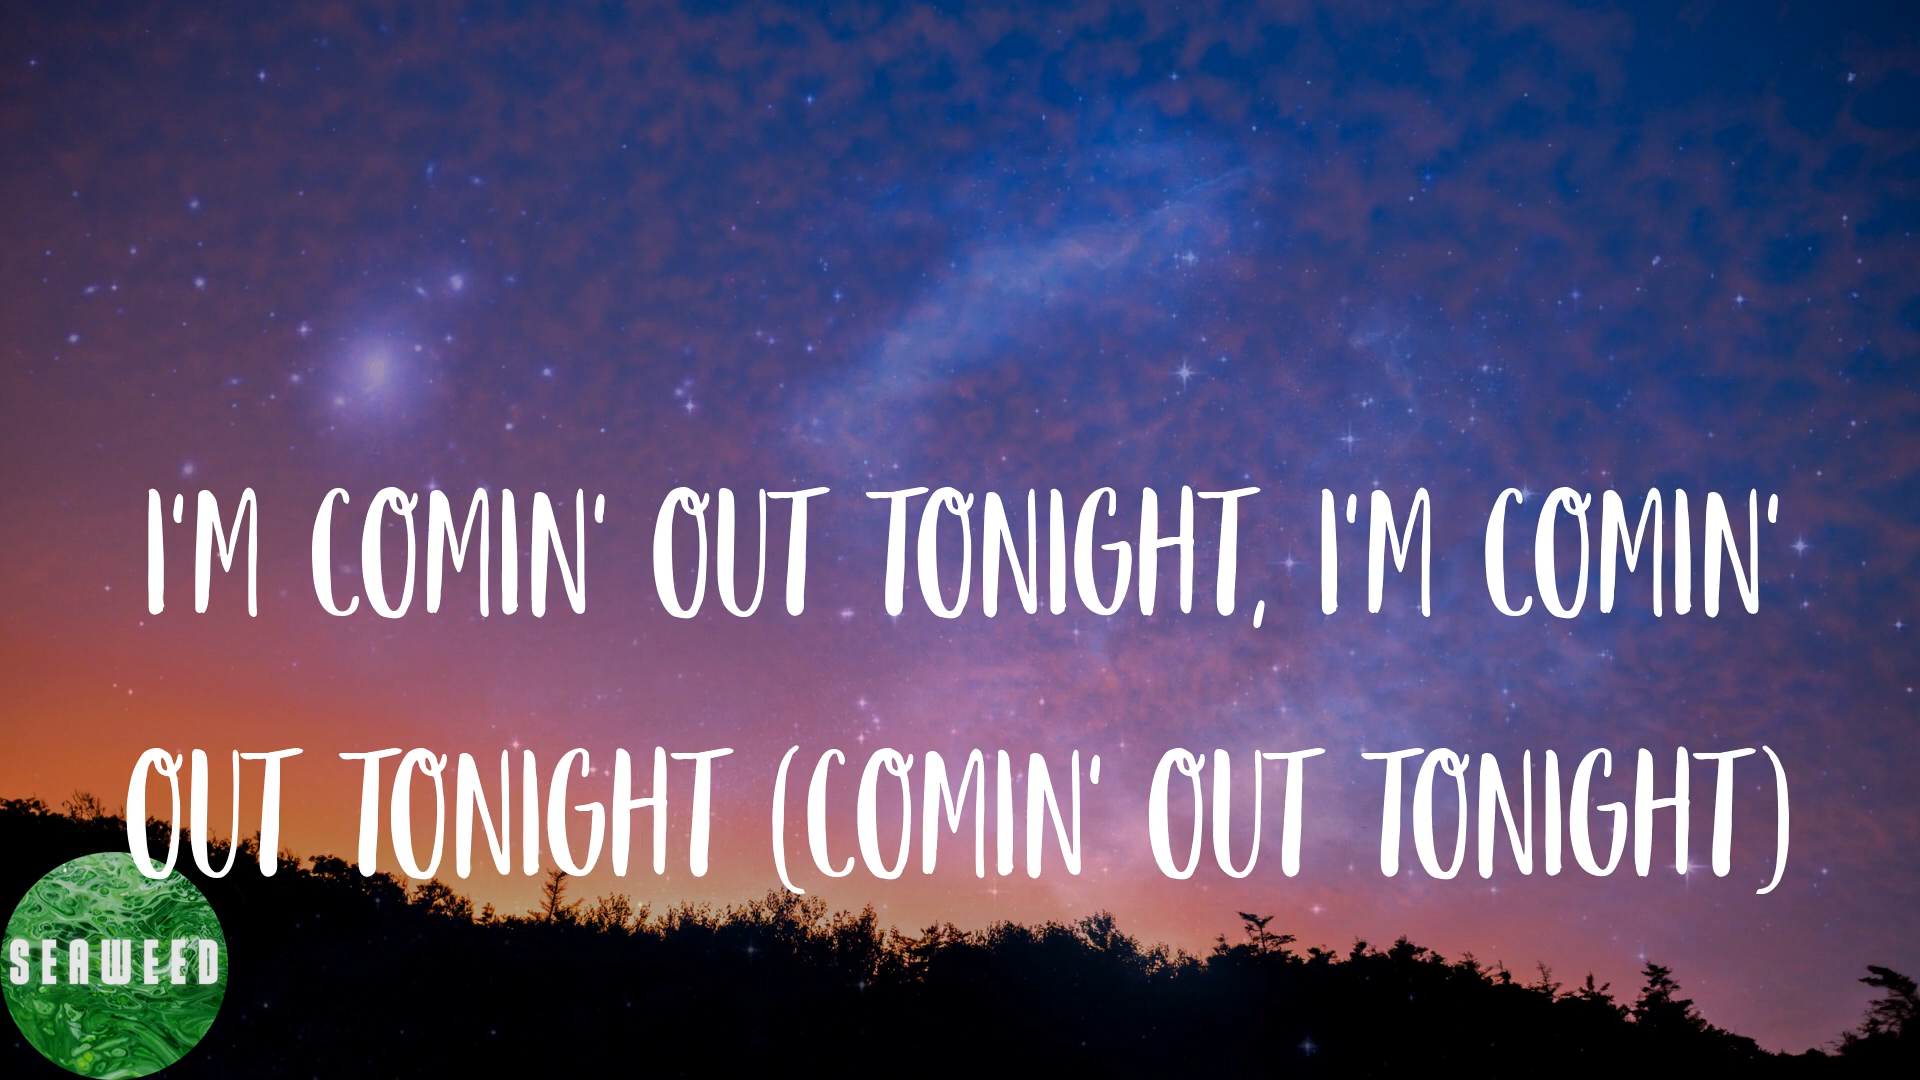 I'M COMIN' OUT TONIGHT, I'M COMIN'
OUT TONIGHT (COMIN' OUT TONIGHT)
SEAWEED